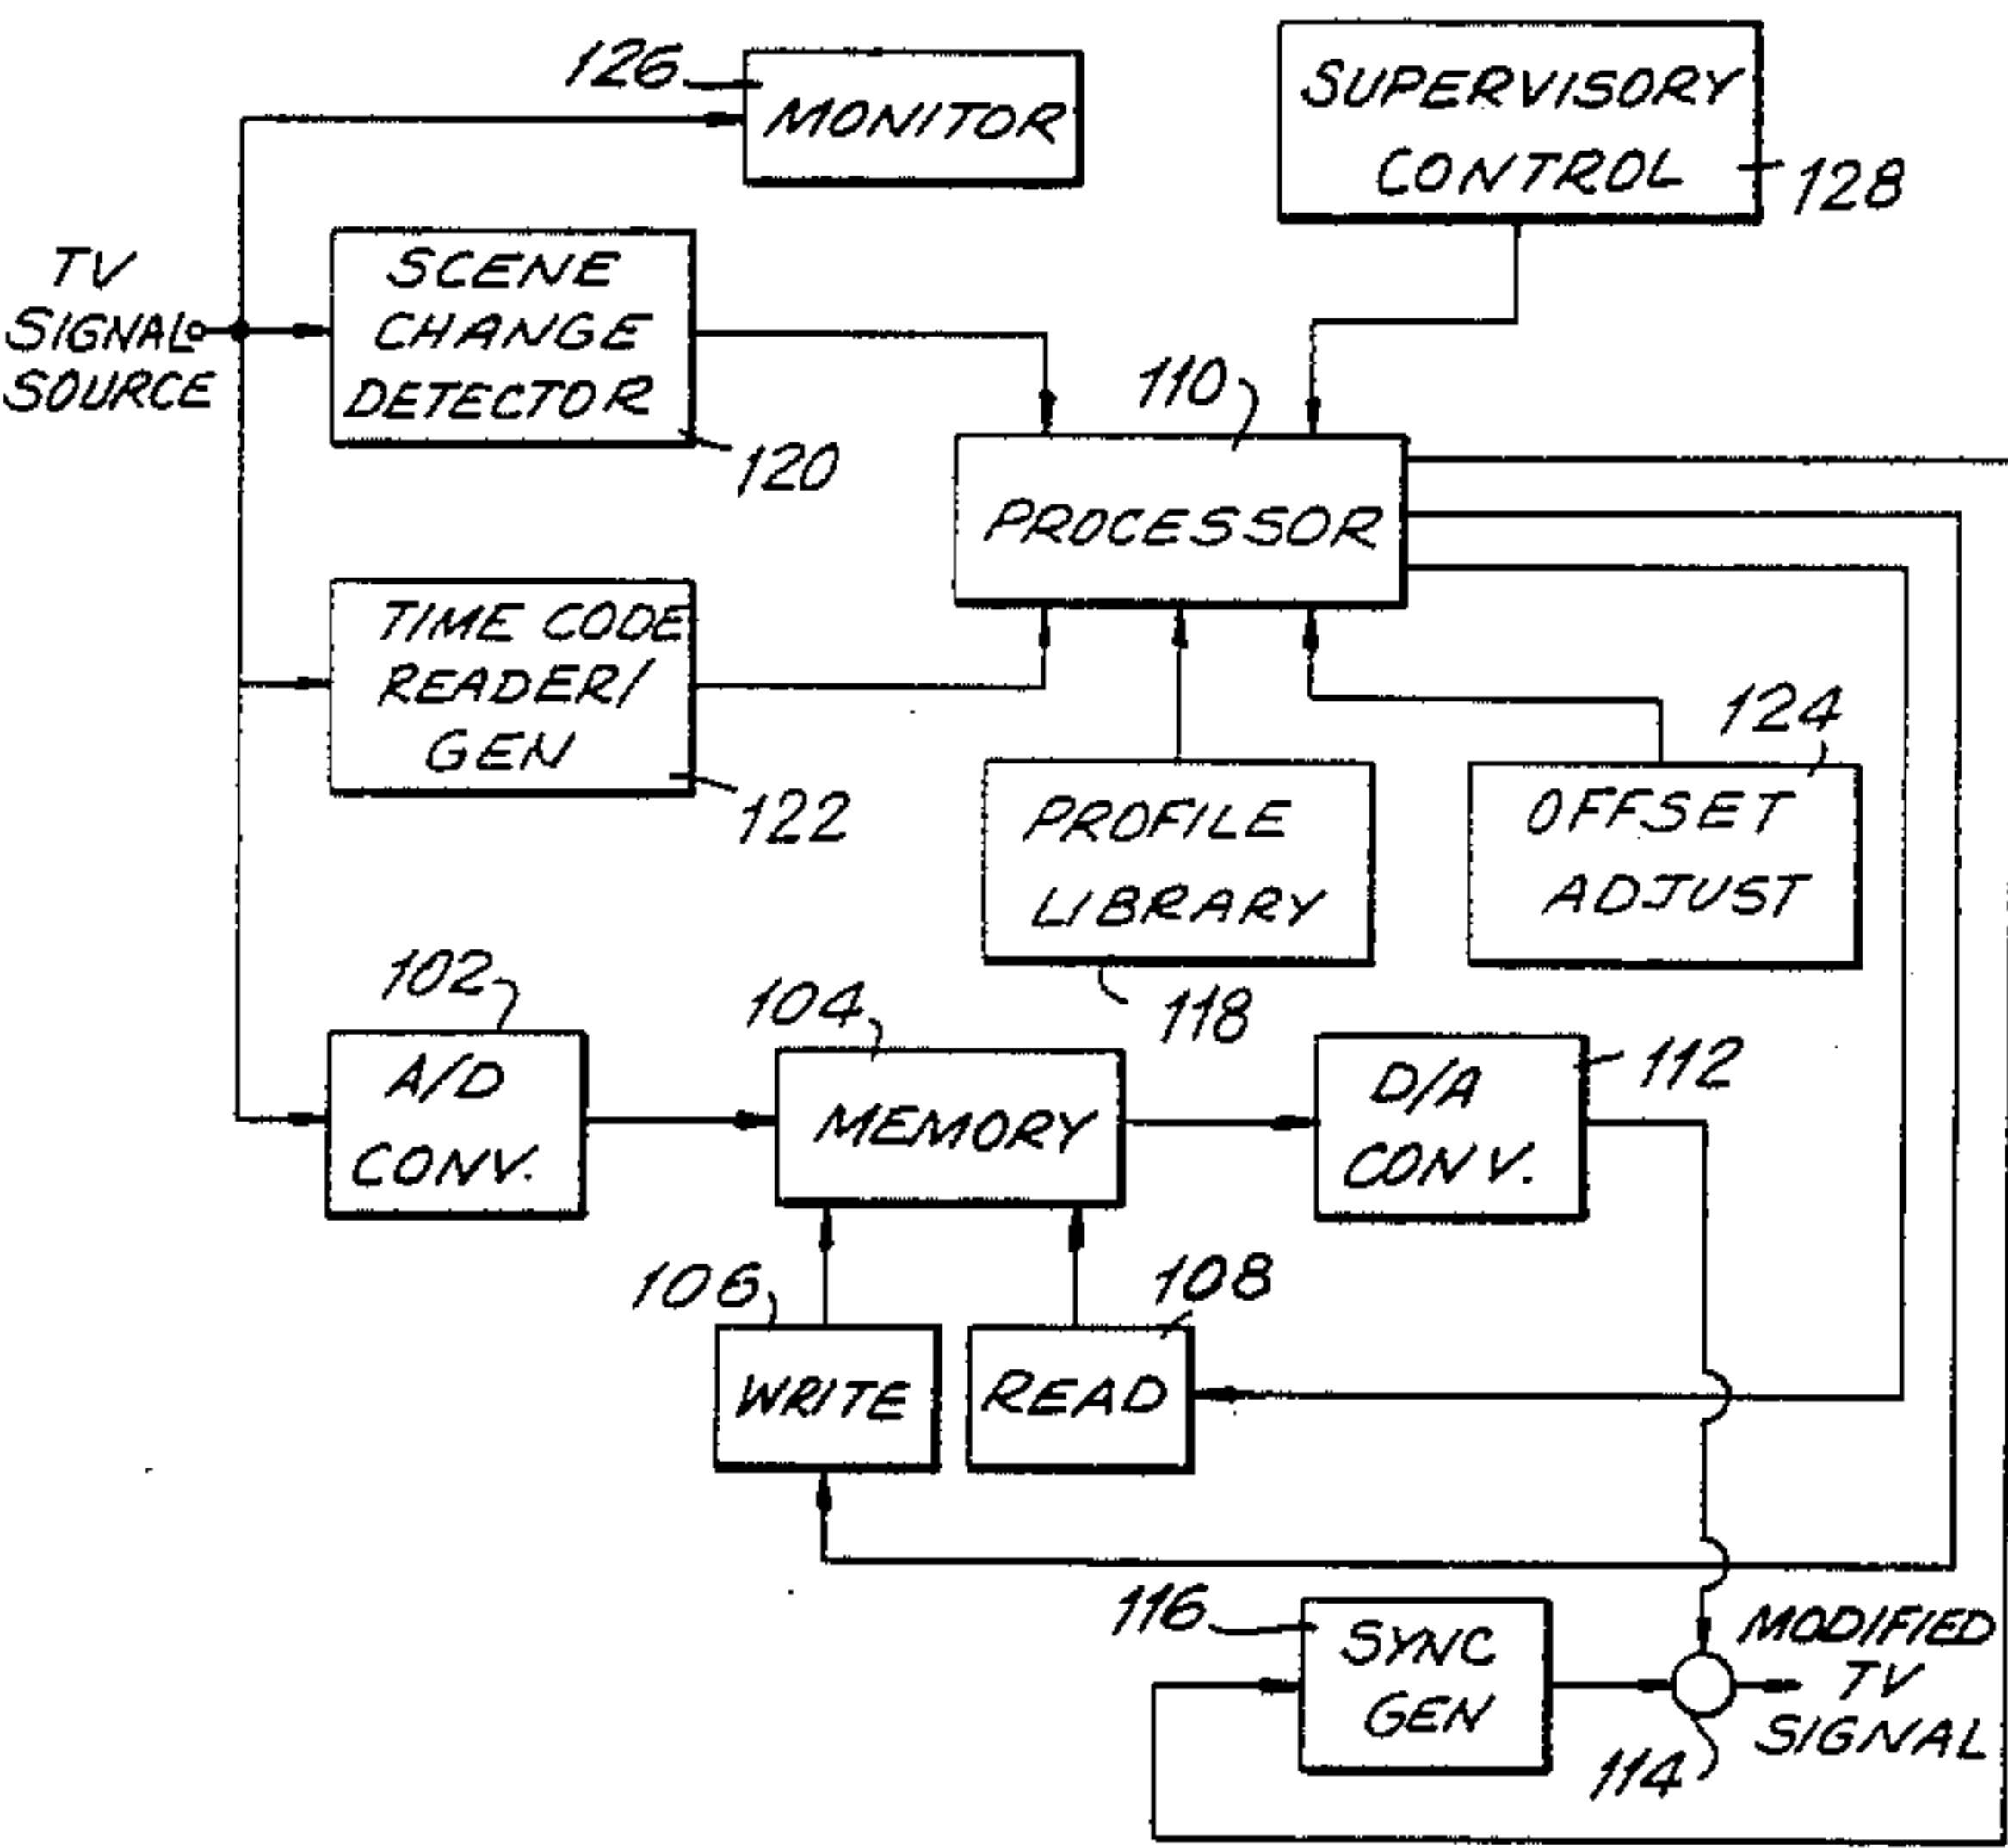 126
MONITOR
SUPERVISORY
CONTROL
128
TV
SIGNAL
SOURCE
SCENE
CHANGE
DETECTOR
120
110
PROCESSOR
TIME CODE
READER/
GEN
122
PROFILE
LIBRARY
118
124
OFFSET
ADJUST
102
A/D
CONV.
104
MEMORY
112
D/A
CONV.
106
WRITE
108
READ
116
SYNC
GEN
114
MODIFIED
TV
SIGNAL